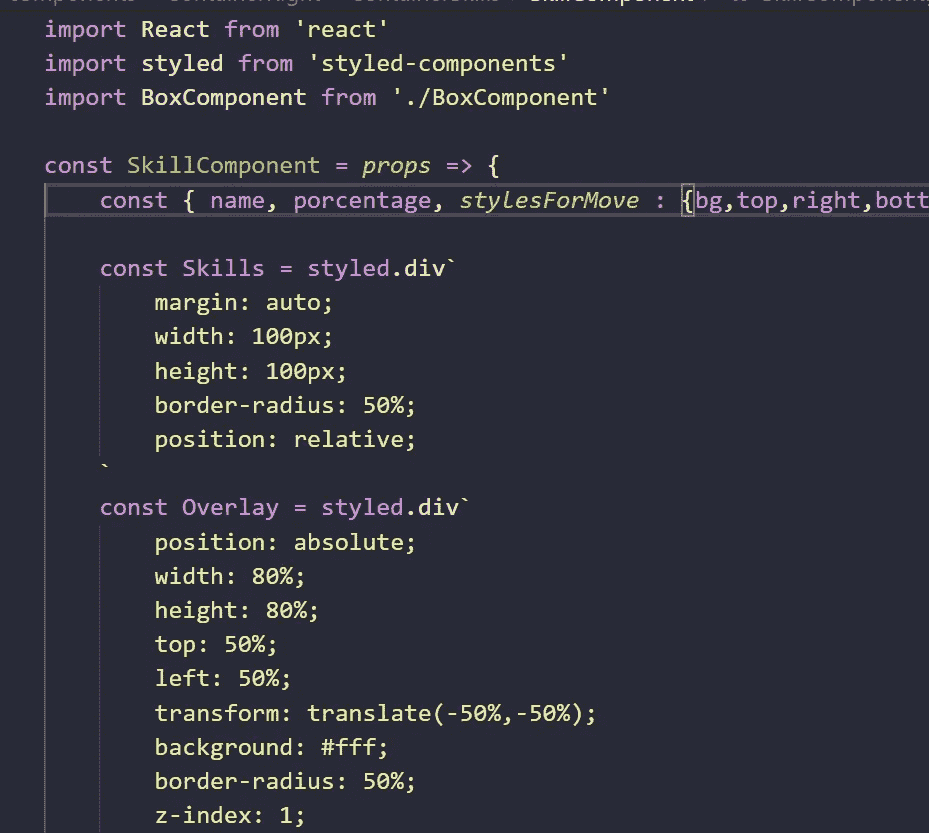 import React from 'react'
import styled from 'styled-components'
import BoxComponent from './BoxComponent'
const SkillComponent = props => {
const { name, porcentage, stylesForMove : {bg,top,right,bott
const Skills = styled.div`
margin: auto;
width: 100px;
height: 100px;
border-radius: 50%;
position: relative;
`
const Overlay = styled.div`
position: absolute;
width: 80%;
height: 80%;
top: 50%;
left: 50%;
transform: translate(-50%,-50%);
background: #fff;
border-radius: 50%;
z-index: 1;